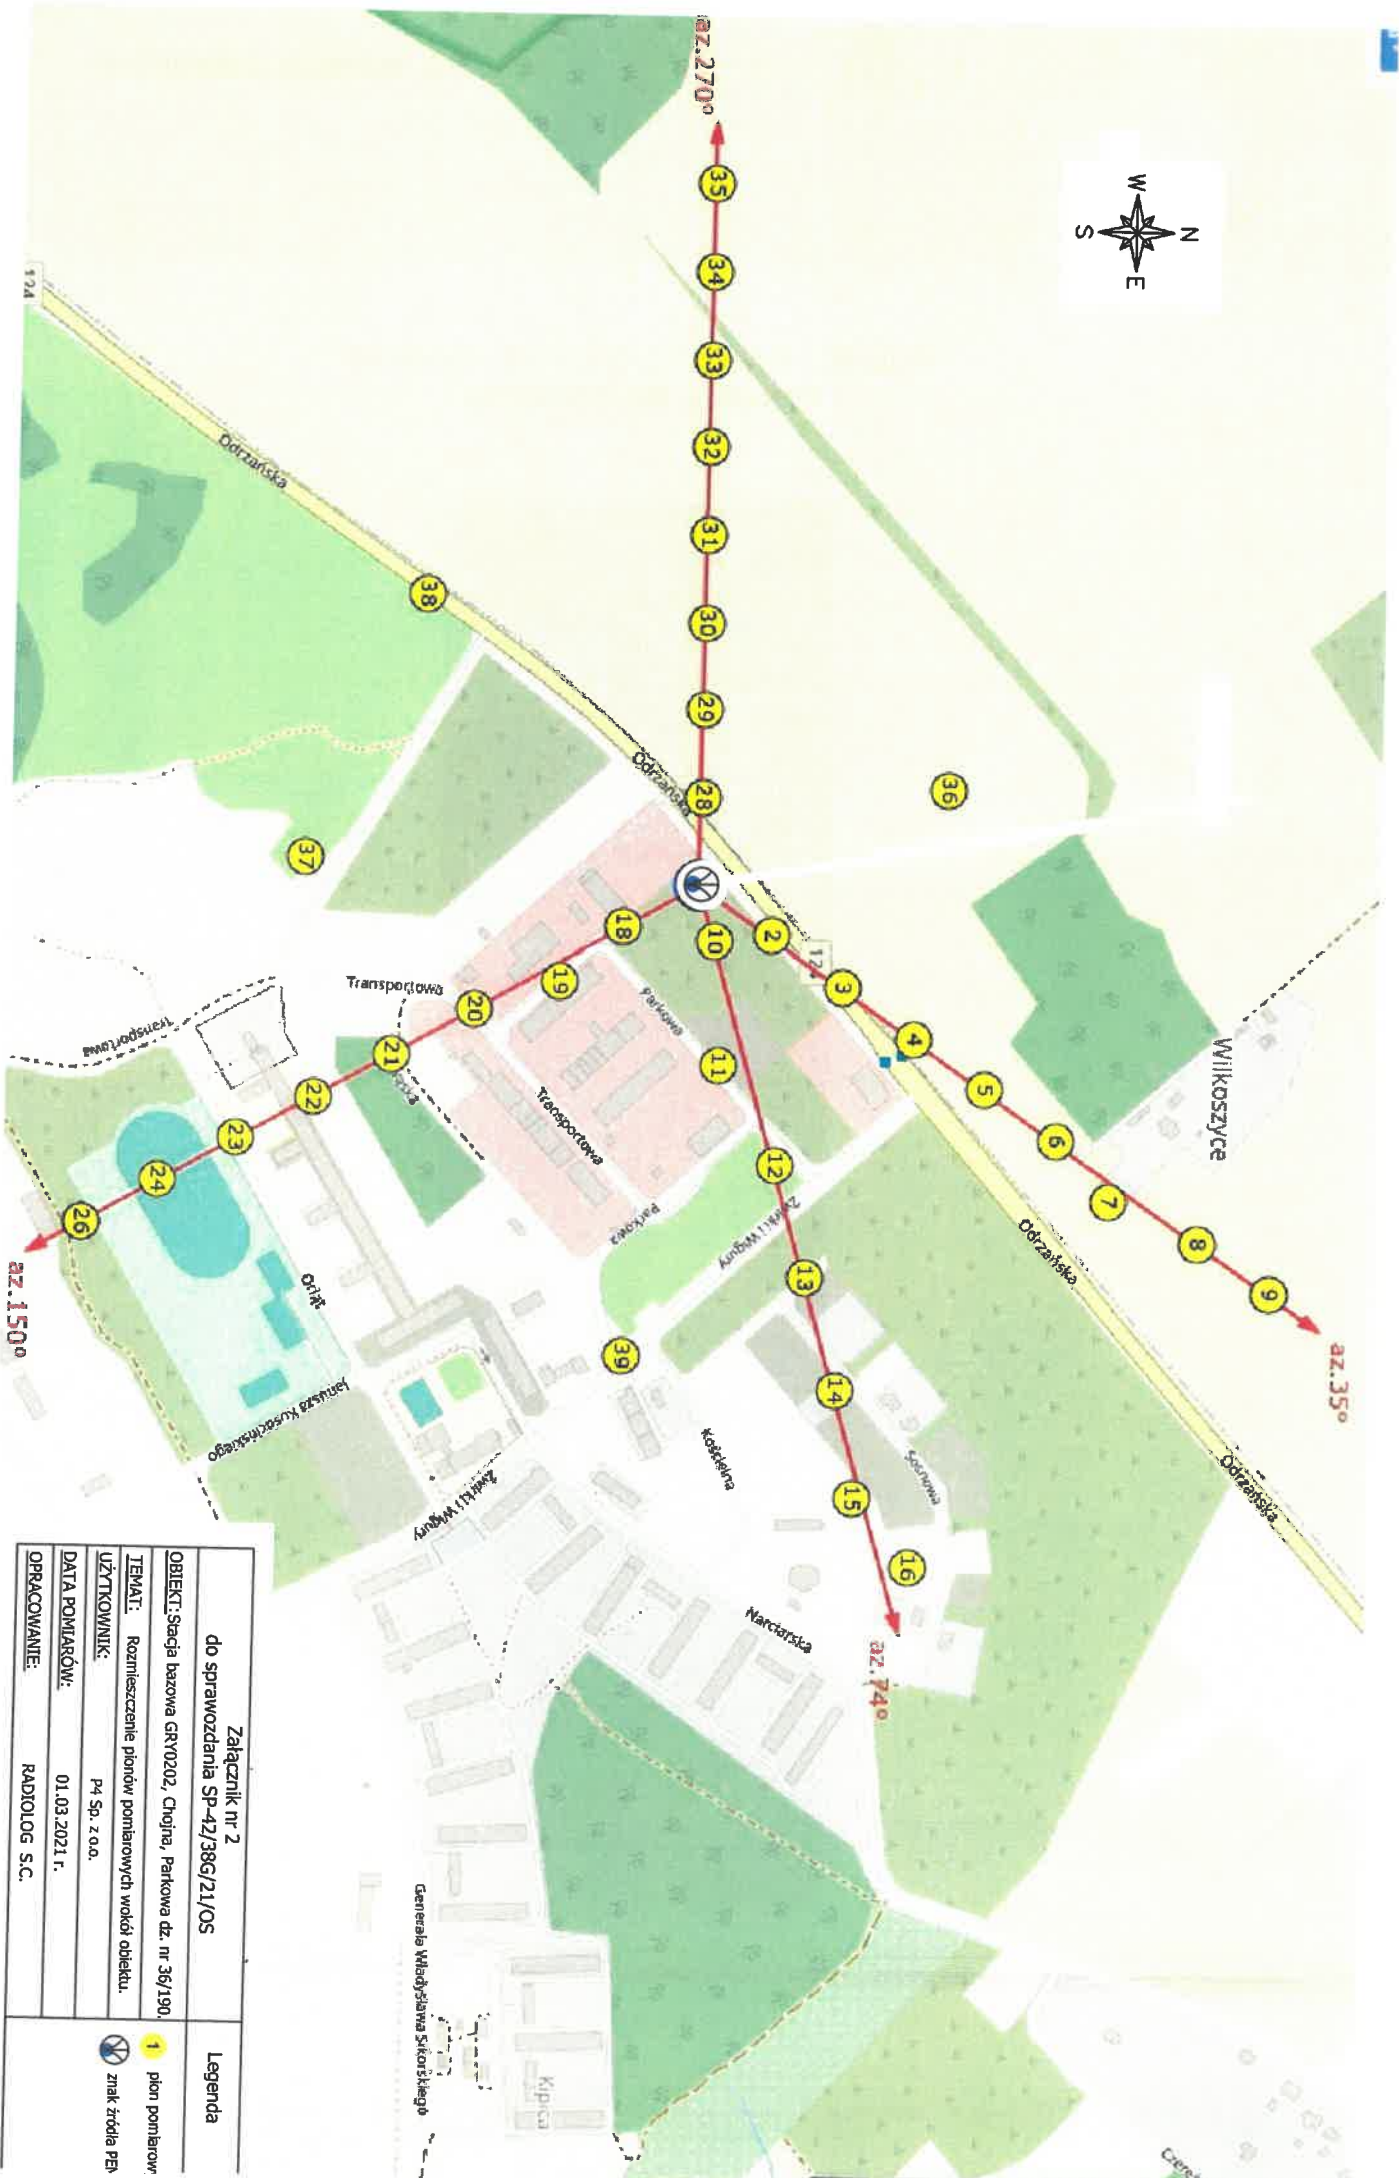 az.270°
35
34
33
32
31
30
29
28
N
W
E
S
36
Wilkoszyce
az.35°
9
8
7
6
5
4
3
2
124
Odrzańska
Odrzańska
Odrzańska
Odrzańska
124
38
37
10
11
12
13
14
15
16
az.74°
18
19
20
21
22
23
24
26
az.150°
39
Parkowa
Parkowa
Transportowa
Transportowa
Transportowa
Żwirki i Wigury
Żwirki i Wigury
Orląt
Janusza Kusocińskiego
Kościelna
Sosnowa
Narciarska
Generała Władysława Sikorskiego
Załącznik nr 2
do sprawozdania SP-42/38G/21/OS
OBIEKT: Stacja bazowa GRY0202, Chojna, Parkowa dz. nr 36/190.
TEMAT: Rozmieszczenie pionów pomiarowych wokół obiektu.
UŻYTKOWNIK: P4 Sp. z o.o.
DATA POMIARÓW: 01.03.2021 r.
OPRACOWANIE: RADIOLOG S.C.
Legenda
1 pion pomiarowy
znak źródła PEM